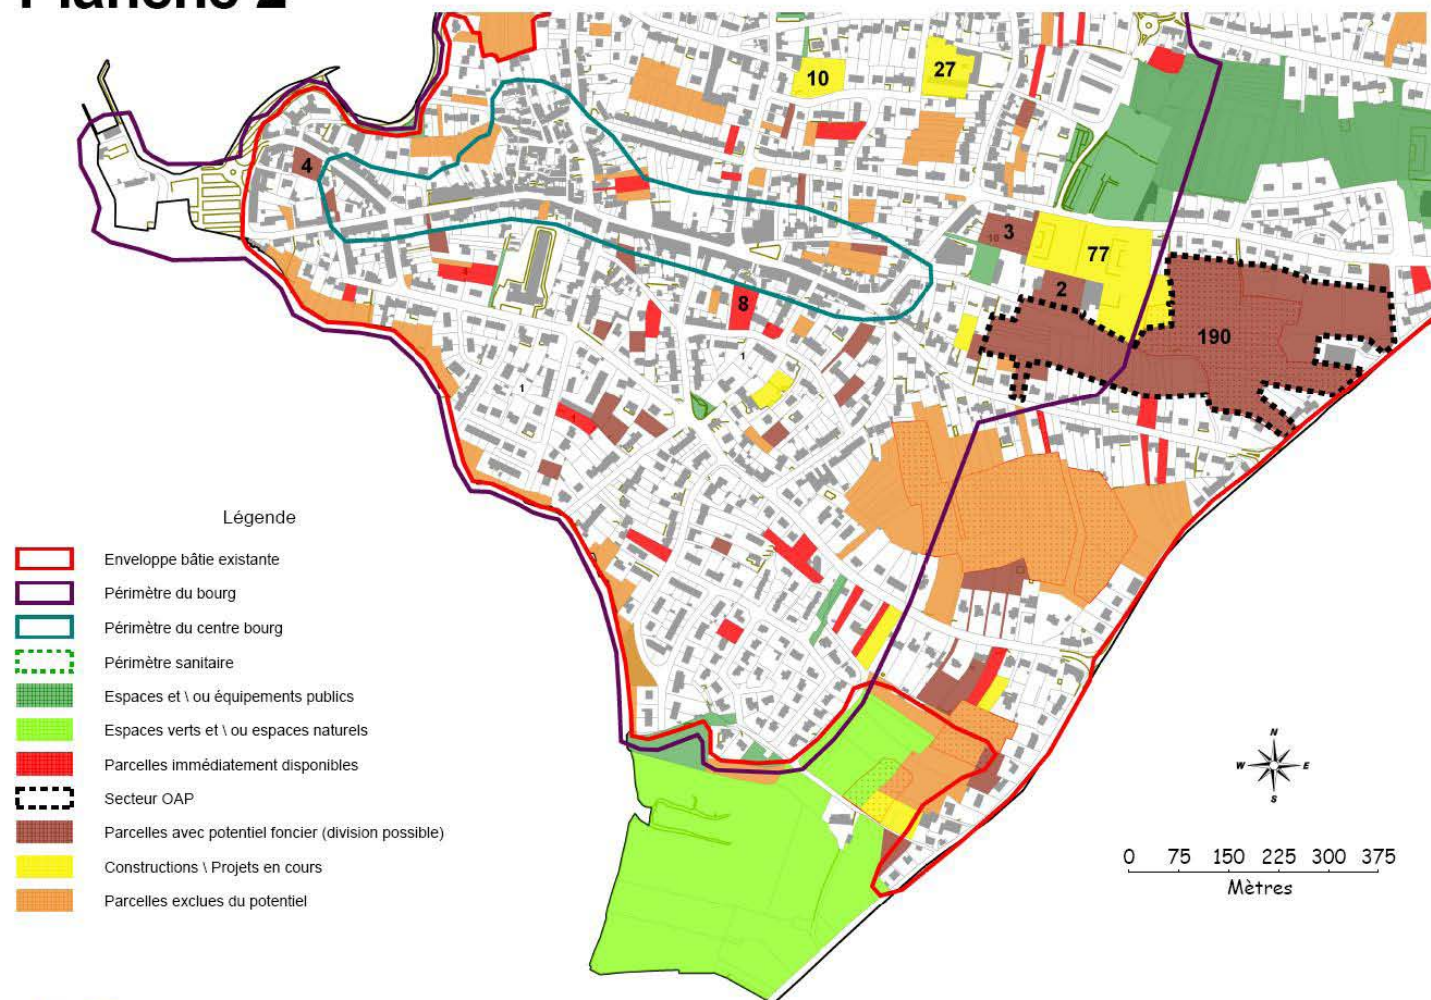 Planche 2
10
27
4
3
10
77
2
3
8
190
1
1
Légende
Enveloppe bâtie existante
Périmètre du bourg
Périmètre du centre bourg
Périmètre sanitaire
Espaces et \ ou équipements publics
Espaces verts et \ ou espaces naturels
Parcelles immédiatement disponibles
Secteur OAP
Parcelles avec potentiel foncier (division possible)
Constructions \ Projets en cours
Parcelles exclues du potentiel
N
W E
S
0 75 150 225 300 375
Mètres